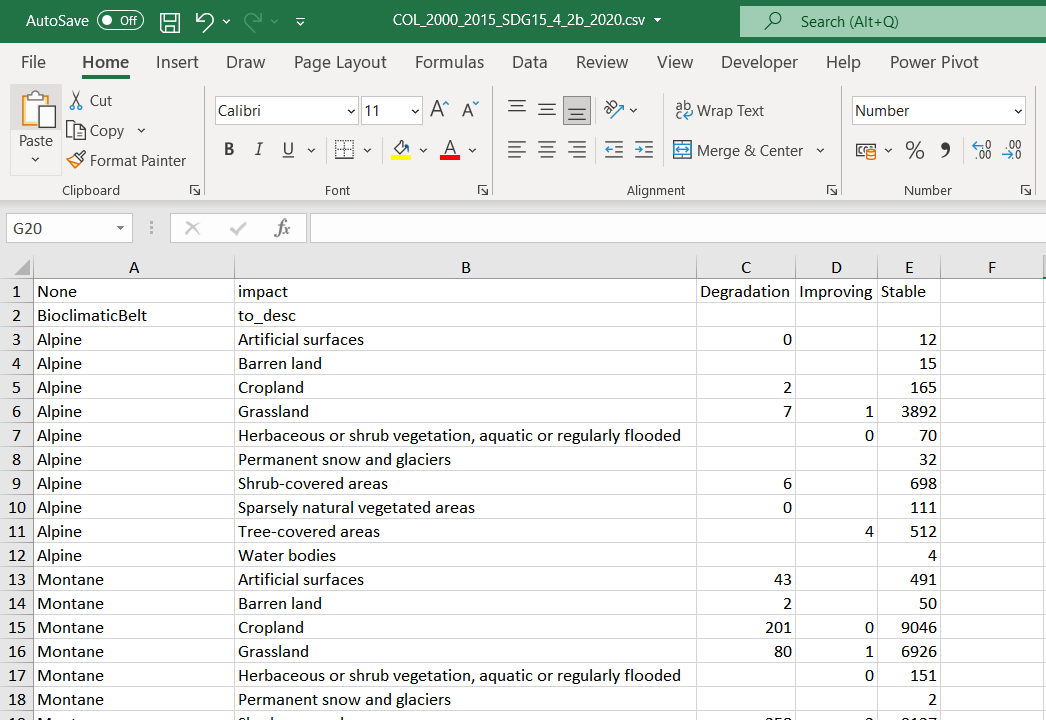 AutoSave Off COL_2000_2015_SDG15_4_2b_2020.csv Search (Alt+Q)
File Home Insert Draw Page Layout Formulas Data Review View Developer Help Power Pivot
Paste
Cut
Copy
Format Painter
Clipboard
Calibri 11
B I U A
Font
Wrap Text
Merge & Center
Alignment
Number
%
Number
G20 fx
A B C D E F
1 None impact Degradation Improving Stable
2 BioclimaticBelt to_desc
3 Alpine Artificial surfaces 0 12
4 Alpine Barren land 15
5 Alpine Cropland 2 165
6 Alpine Grassland 7 1 3892
7 Alpine Herbaceous or shrub vegetation, aquatic or regularly flooded 0 70
8 Alpine Permanent snow and glaciers 32
9 Alpine Shrub-covered areas 6 698
10 Alpine Sparsely natural vegetated areas 0 111
11 Alpine Tree-covered areas 4 512
12 Alpine Water bodies 4
13 Montane Artificial surfaces 43 491
14 Montane Barren land 2 50
15 Montane Cropland 201 0 9046
16 Montane Grassland 80 1 6926
17 Montane Herbaceous or shrub vegetation, aquatic or regularly flooded 0 151
18 Montane Permanent snow and glaciers 2